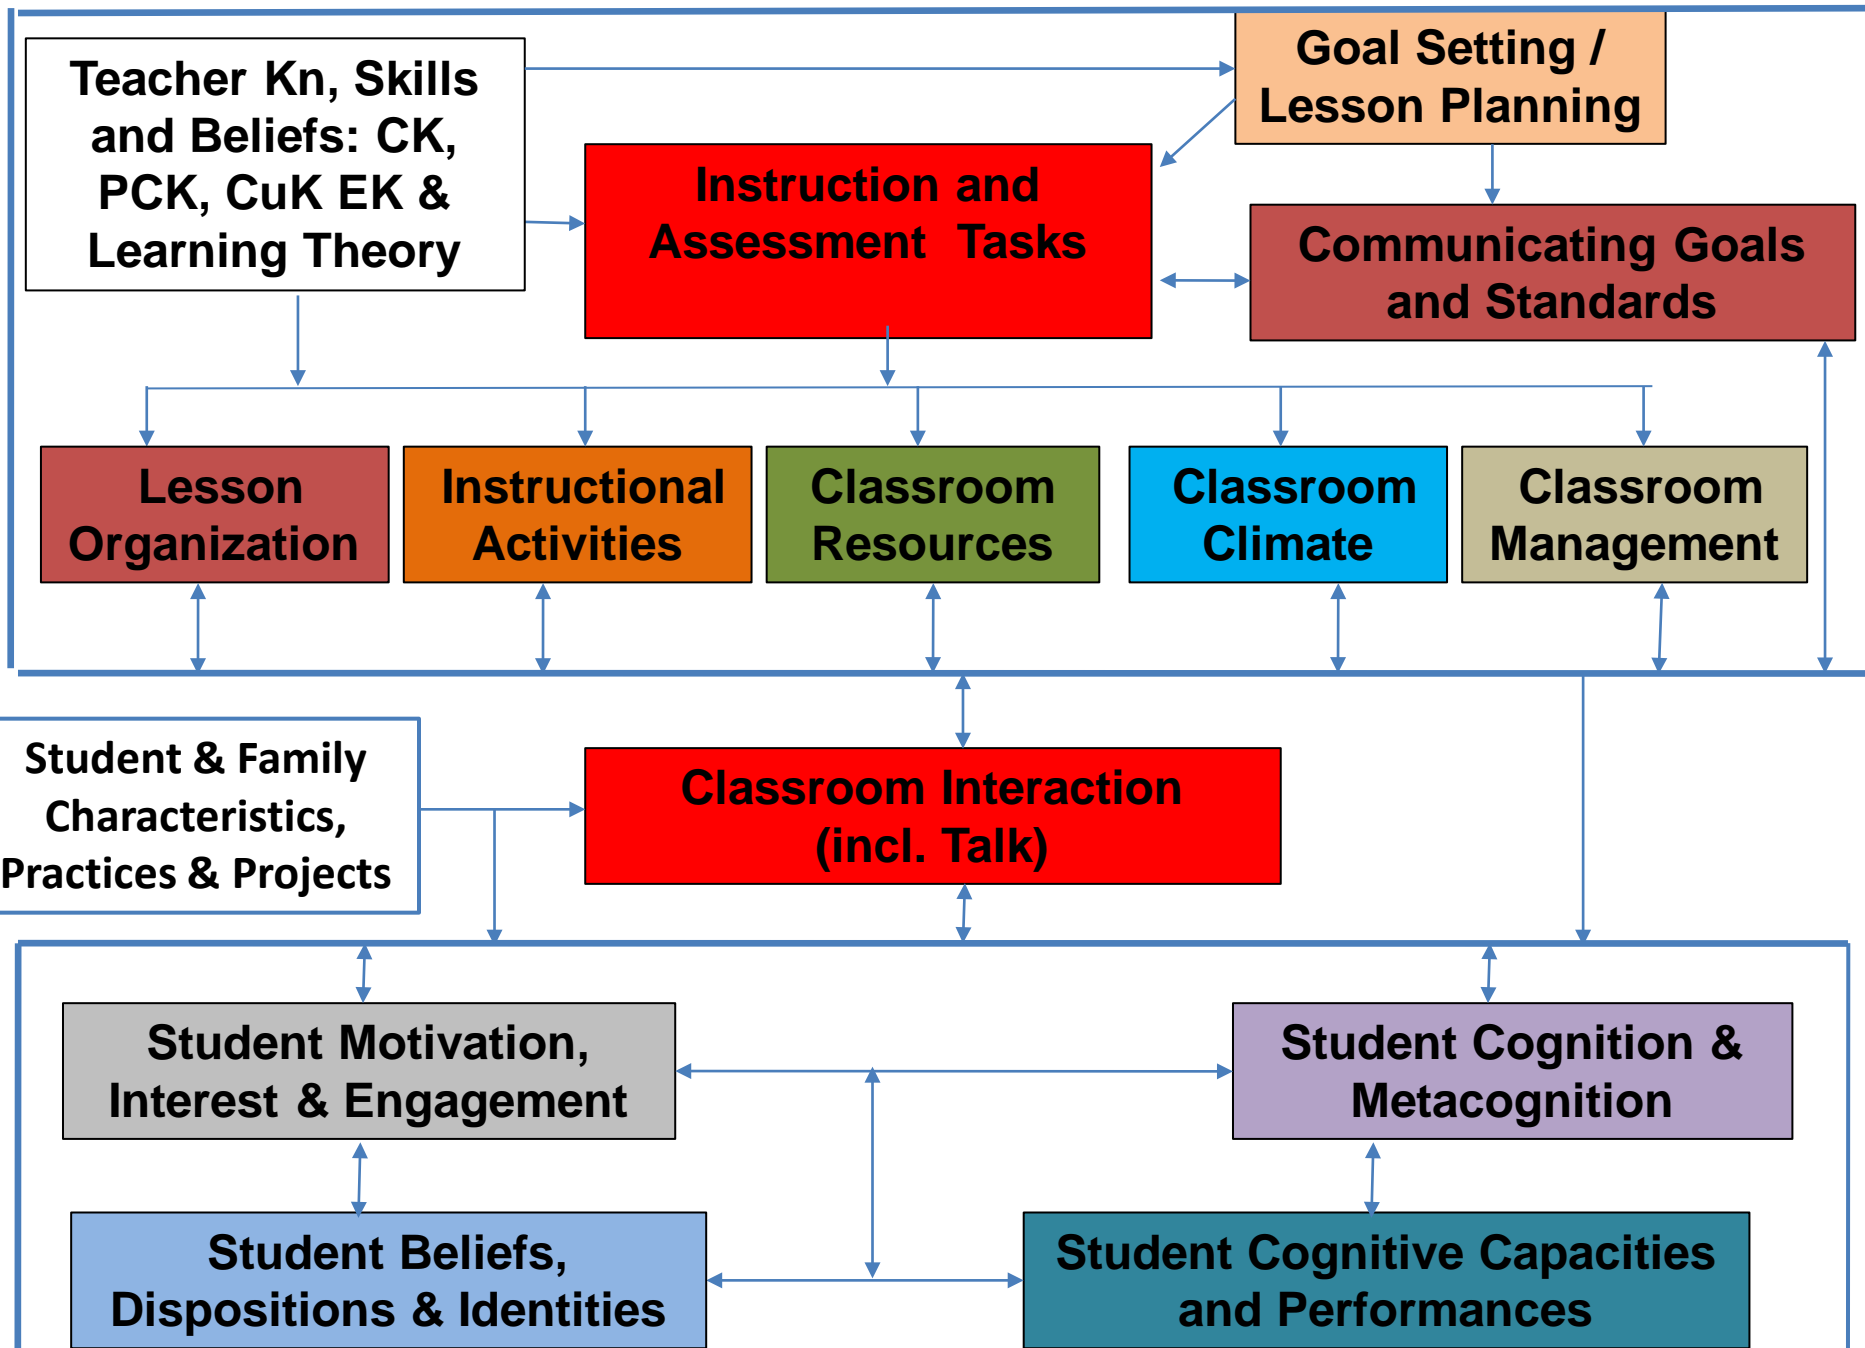 Teacher Kn, Skills
and Beliefs: CK,
PCK, CuK EK &
Learning Theory
Goal Setting /
Lesson Planning
Instruction and
Assessment Tasks
Communicating Goals
and Standards
Lesson
Organization
Instructional
Activities
Classroom
Resources
Classroom
Climate
Classroom
Management
Student & Family
Characteristics,
Practices & Projects
Classroom Interaction
(incl. Talk)
Student Motivation,
Interest & Engagement
Student Cognition &
Metacognition
Student Beliefs,
Dispositions & Identities
Student Cognitive Capacities
and Performances